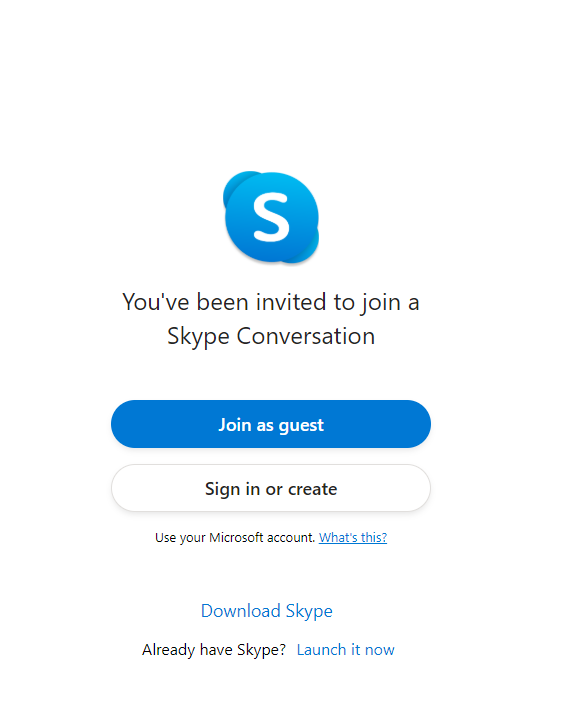 S
You've been invited to join a
Skype Conversation
Join as guest
Sign in or create
Use your Microsoft account. What's this?
Download Skype
Already have Skype? Launch it now